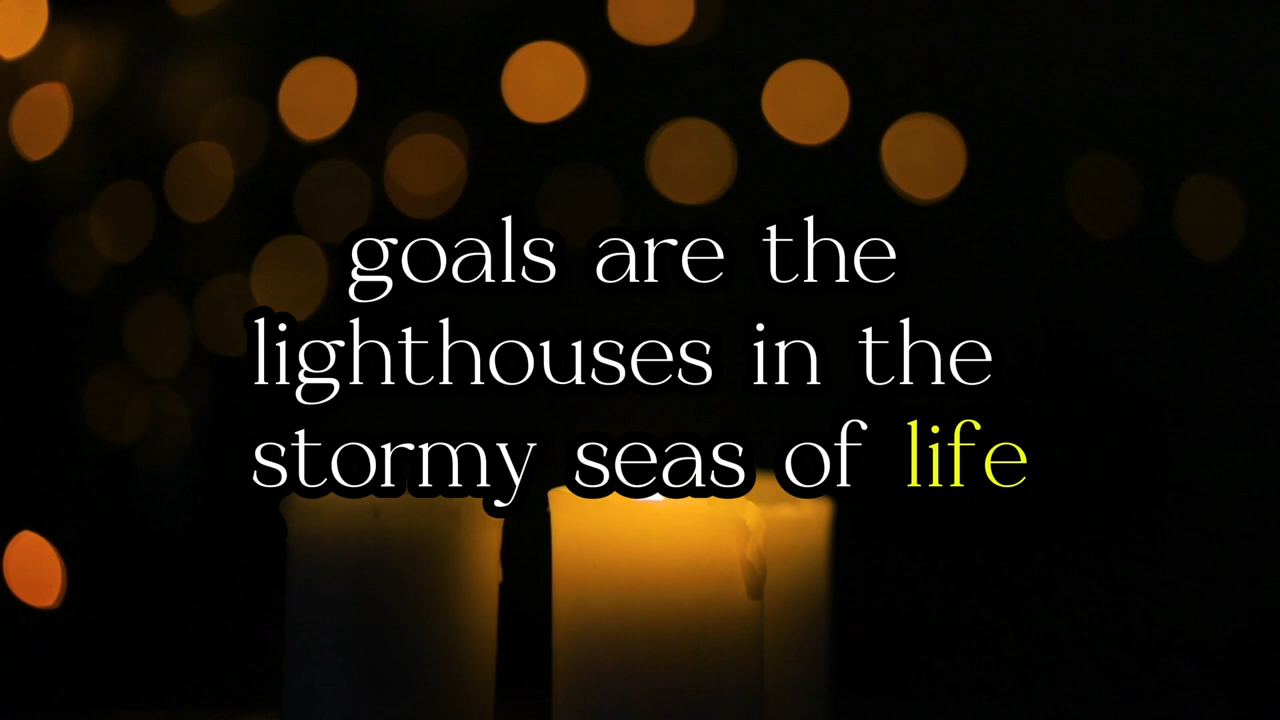 goals are the
lighthouses in the
stormy seas of life